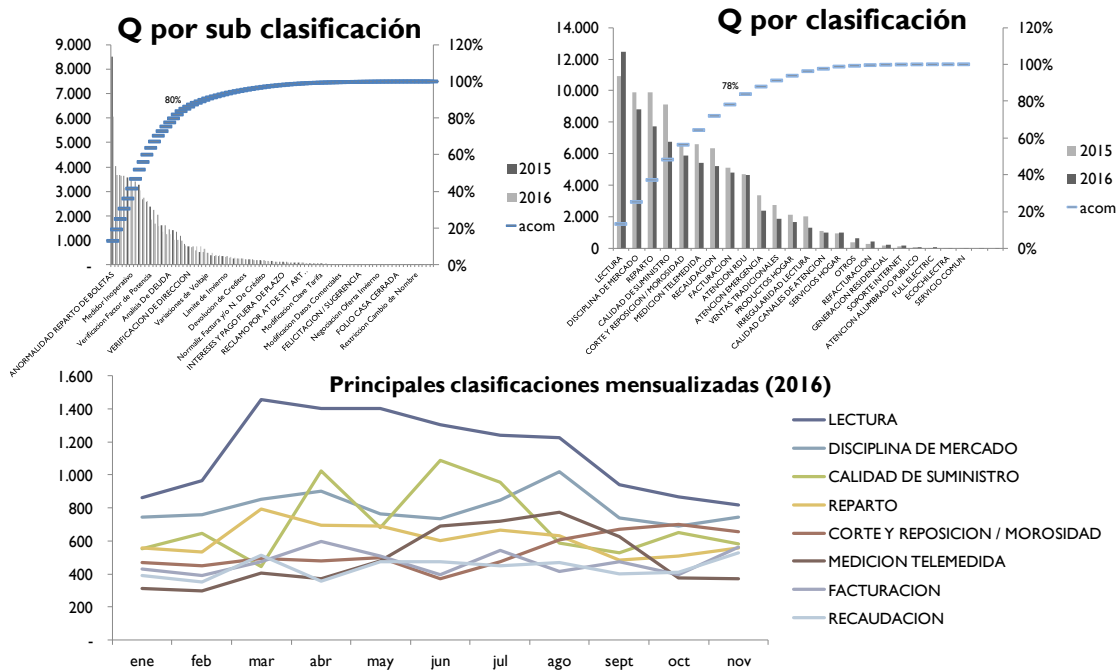 Q por sub clasificación
9.000
8.000
7.000
6.000
5.000
4.000
3.000
2.000
1.000
-
120%
100%
80%
60%
40%
20%
0%
80%
2015
2016
acom
ANORMALIDAD REPARTO DE BOLETAS
Medidor Inoperativo
Verificacion Factor de Potencia
Analisis DEUDA
VERIFICACION DE DIRECCION
Variaciones de Voltaje
Limite de Invierno
Devolucion de Creditos
Normaliz. Factura y/o N. De Crédito
INTERESES Y PAGO FUERA DE PLAZO
RECLAMO POR AT DE STT ART…
Modificacion Clave Tarifa
Modificacion Datos Comerciales
FELICITACION / SUGERENCIA
Negociacion Oferta Invierno
FOLIO CAJA CERRADA
Restriccion Cambio de Nombre
Q por clasificación
14.000
12.000
10.000
8.000
6.000
4.000
2.000
0
120%
100%
80%
60%
40%
20%
0%
78%
2015
2016
acom
LECTURA
DISCIPLINA DE MERCADO
REPARTO
CALIDAD DE SUMINISTRO
CORTE Y REPOSICION / MOROSIDAD
MEDICION TELEMEDIDA
RECAUDACION
FACTURACION
ATENCION RDU
ATENCION EMERGENCIA
VENTAS TRADICIONALES
PRODUCTOS HOGAR
IRREGULARIDAD LECTURA
CALIDAD CANALES DE ATENCION
SERVICIOS HOGAR
OTROS
REFACTURACION
GENERACION RESIDENCIAL
SOPORTE INTERNET
ATENCION ALUMBRADO PUBLICO
FULL ELECTRIC
ECOCHILECTRA
SERVICIO COMUN
Principales clasificaciones mensualizadas (2016)
1.600
1.400
1.200
1.000
800
600
400
200
-
ene feb mar abr may jun jul ago sept oct nov
LECTURA
DISCIPLINA DE MERCADO
CALIDAD DE SUMINISTRO
REPARTO
CORTE Y REPOSICION / MOROSIDAD
MEDICION TELEMEDIDA
FACTURACION
RECAUDACION